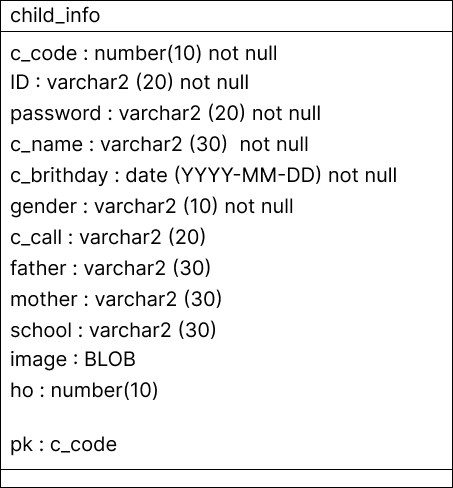 child_info
c_code : number(10) not null
ID : varchar2 (20) not null
password : varchar2 (20) not null
c_name : varchar2 (30)  not null
c_brithday : date (YYYY-MM-DD) not null
gender : varchar2 (10) not null
c_call : varchar2 (20)
father : varchar2 (30)
mother : varchar2 (30)
school : varchar2 (30)
image : BLOB
ho : number(10)
pk : c_code